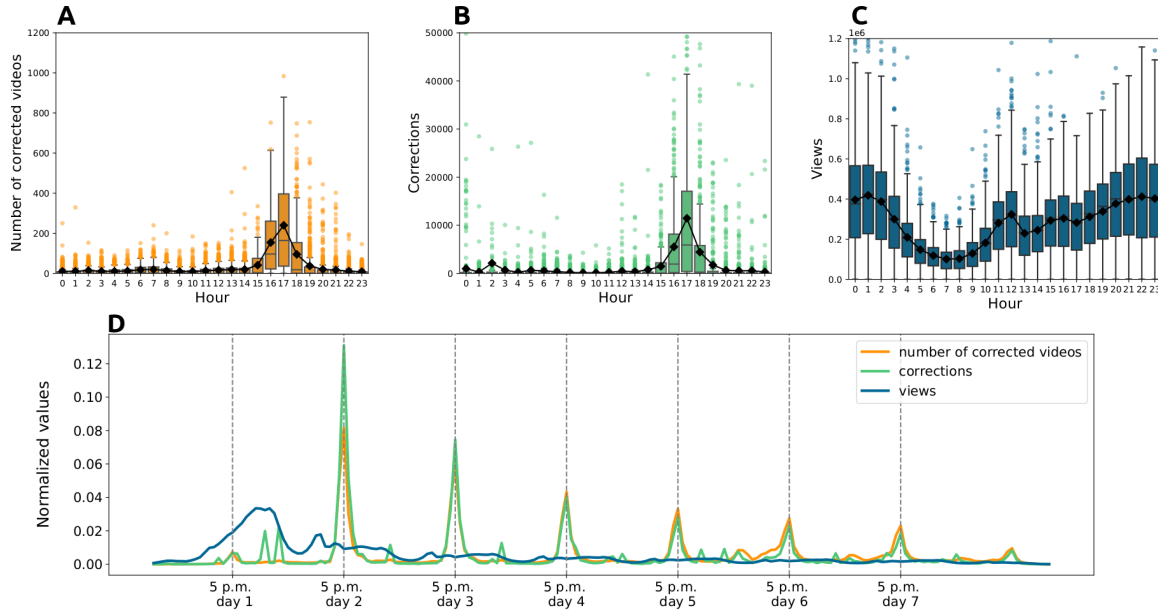 A
B
C
1e6
1200
1000
800
600
400
200
0
Number of corrected videos
0 1 2 3 4 5 6 7 8 9 10 11 12 13 14 15 16 17 18 19 20 21 22 23
Hour
50000
40000
30000
20000
10000
0
Corrections
0 1 2 3 4 5 6 7 8 9 10 11 12 13 14 15 16 17 18 19 20 21 22 23
Hour
1.2
1.0
0.8
0.6
0.4
0.2
0.0
Views
0 1 2 3 4 5 6 7 8 9 10 11 12 13 14 15 16 17 18 19 20 21 22 23
Hour
D
0.12
0.10
0.08
0.06
0.04
0.02
0.00
Normalized values
number of corrected videos
corrections
views
5 p.m. 5 p.m. 5 p.m. 5 p.m. 5 p.m. 5 p.m. 5 p.m.
day 1 day 2 day 3 day 4 day 5 day 6 day 7